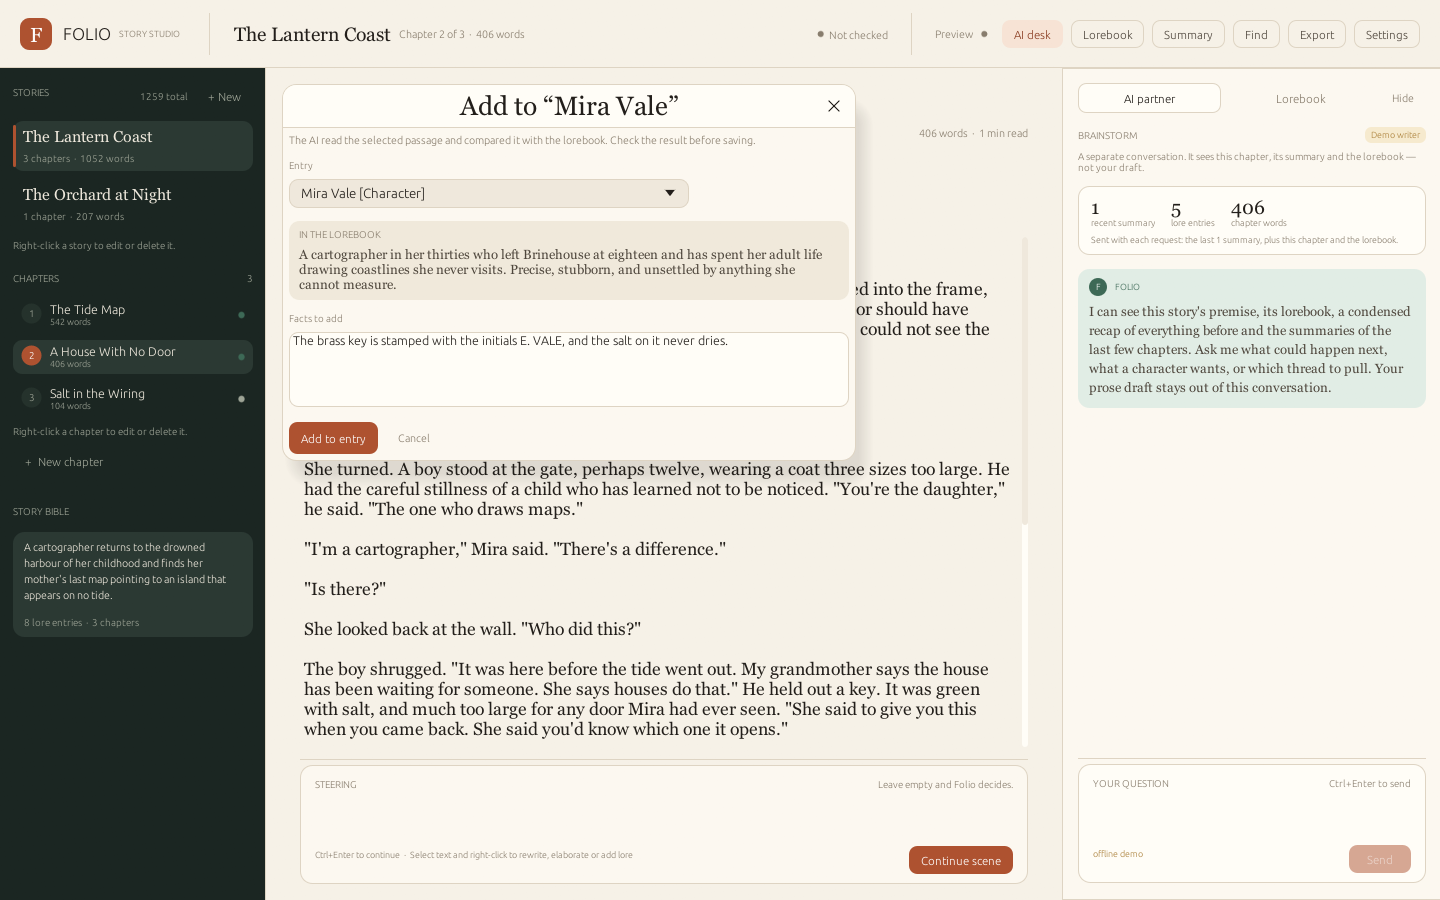 F FOLIO STORY STUDIO
The Lantern Coast Chapter 2 of 3 · 406 words
Not checked
Preview
AI desk
Lorebook
Summary
Find
Export
Settings
STORIES
1259 total
+ New
The Lantern Coast
3 chapters · 1052 words
The Orchard at Night
1 chapter · 207 words
Right-click a story to edit or delete it.
CHAPTERS 3
1 The Tide Map
542 words
2 A House With No Door
406 words
3 Salt in the Wiring
104 words
Right-click a chapter to edit or delete it.
+ New chapter
STORY BIBLE
A cartographer returns to the drowned
harbour of her childhood and finds her
mother's last map pointing to an island that
appears on no tide.
8 lore entries · 3 chapters
Add to “Mira Vale”
The AI read the selected passage and compared it with the lorebook. Check the result before saving.
Entry
Mira Vale [Character]
IN THE LOREBOOK
A cartographer in her thirties who left Brinehouse at eighteen and has spent her adult life
drawing coastlines she never visits. Precise, stubborn, and unsettled by anything she
cannot measure.
Facts to add
The brass key is stamped with the initials E. VALE, and the salt on it never dries.
Add to entry
Cancel
406 words · 1 min read
ed into the frame,
or should have
could not see the
She turned. A boy stood at the gate, perhaps twelve, wearing a coat three sizes too large. He
had the careful stillness of a child who has learned not to be noticed. "You're the daughter,"
he said. "The one who draws maps."
"I'm a cartographer," Mira said. "There's a difference."
"Is there?"
She looked back at the wall. "Who did this?"
The boy shrugged. "It was here before the tide went out. My grandmother says the house
has been waiting for someone. She says houses do that." He held out a key. It was green
with salt, and much too large for any door Mira had ever seen. "She said to give you this
when you came back. She said you'd know which one it opens."
STEERING
Leave empty and Folio decides.
Ctrl+Enter to continue · Select text and right-click to rewrite, elaborate or add lore
Continue scene
AI partner
Lorebook
Hide
BRAINSTORM
Demo writer
A separate conversation. It sees this chapter, its summary and the lorebook —
not your draft.
1 5 406
recent summary lore entries chapter words
Sent with each request: the last 1 summary, plus this chapter and the lorebook.
F FOLIO
I can see this story's premise, its lorebook, a condensed
recap of everything before and the summaries of the
last few chapters. Ask me what could happen next,
what a character wants, or which thread to pull. Your
prose draft stays out of this conversation.
YOUR QUESTION
Ctrl+Enter to send
offline demo
Send